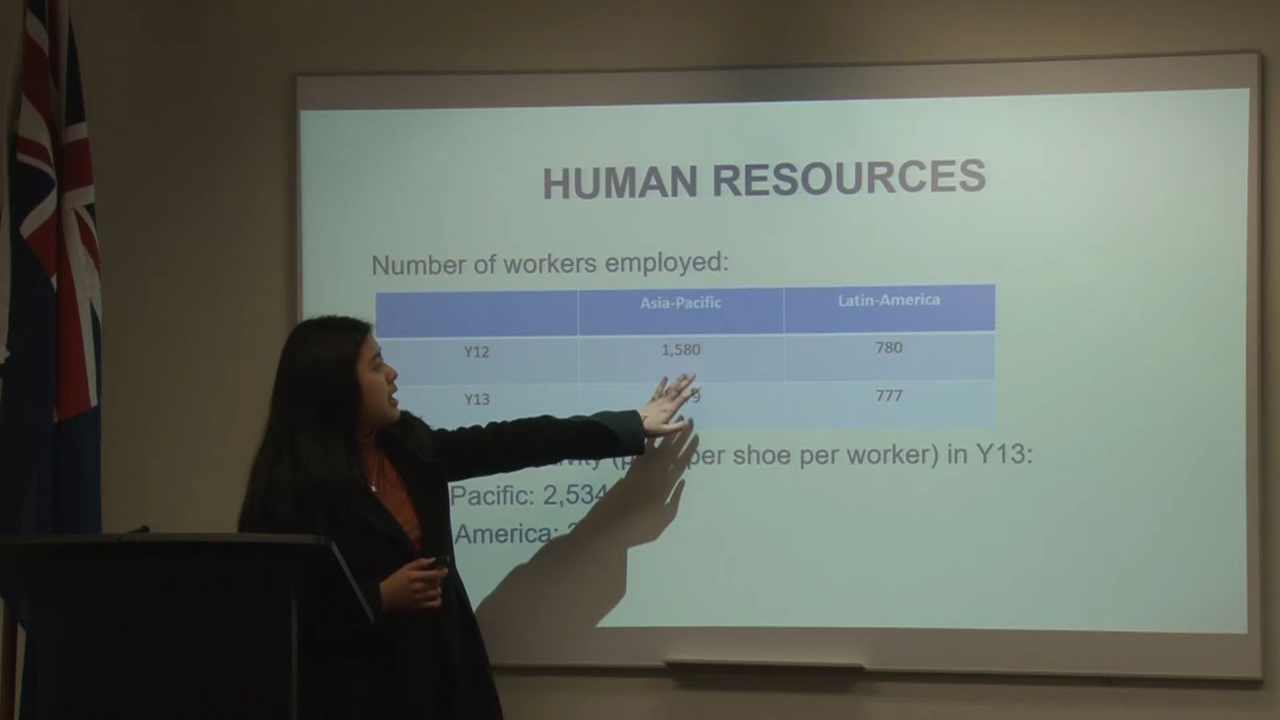 HUMAN RESOURCES
Number of workers employed:
Asia-Pacific Latin-America
Y12 1,580 780
Y13 777
per shoe per worker) in Y13:
Pacific: 2,534
America: